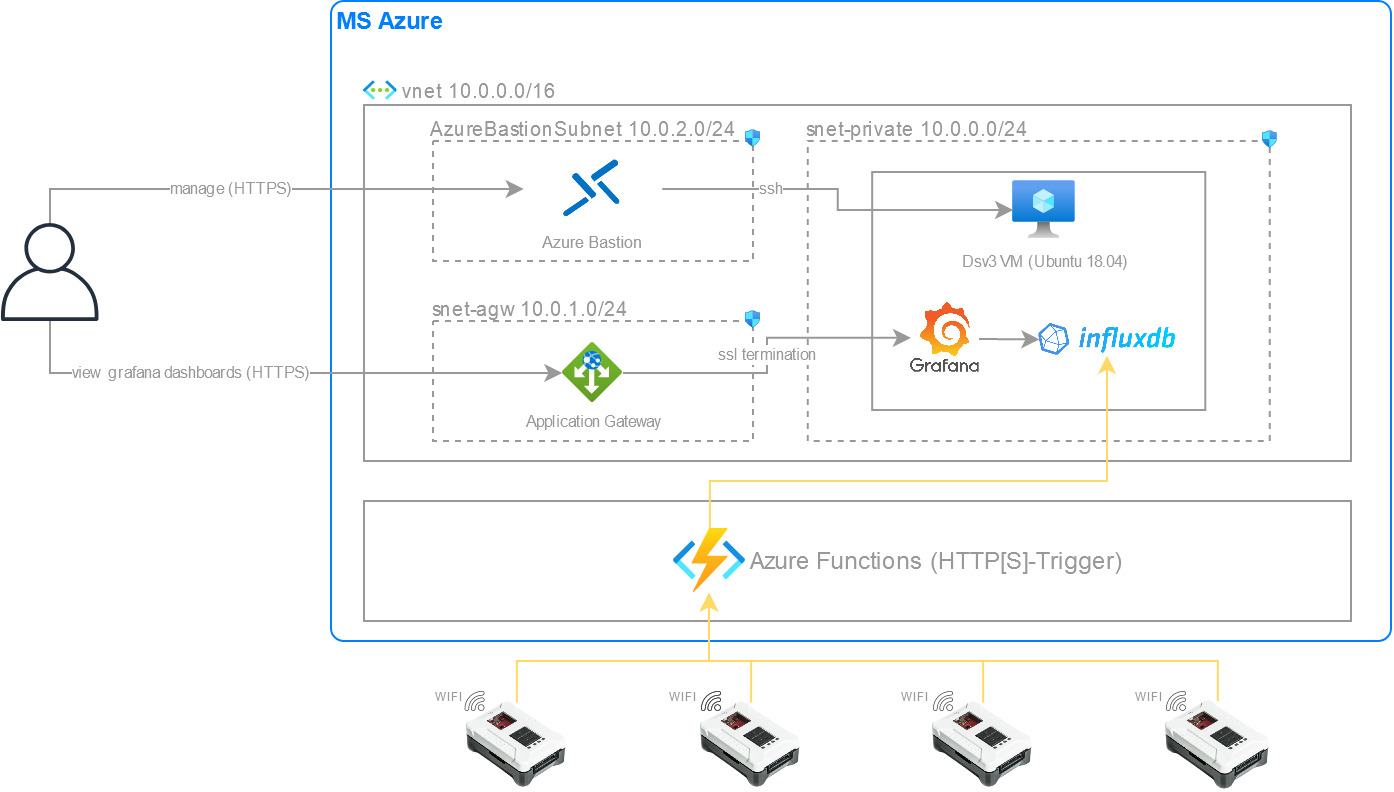 MS Azure
vnet 10.0.0.0/16
AzureBastionSubnet 10.0.2.0/24
snet-private 10.0.0.0/24
manage (HTTPS)
ssh
Azure Bastion
Dsv3 VM (Ubuntu 18.04)
snet-agw 10.0.1.0/24
influxdb
ssl termination
Grafana
view grafana dashboards (HTTPS)
Application Gateway
Azure Functions (HTTP[S]-Trigger)
WIFI
WIFI
WIFI
WIFI